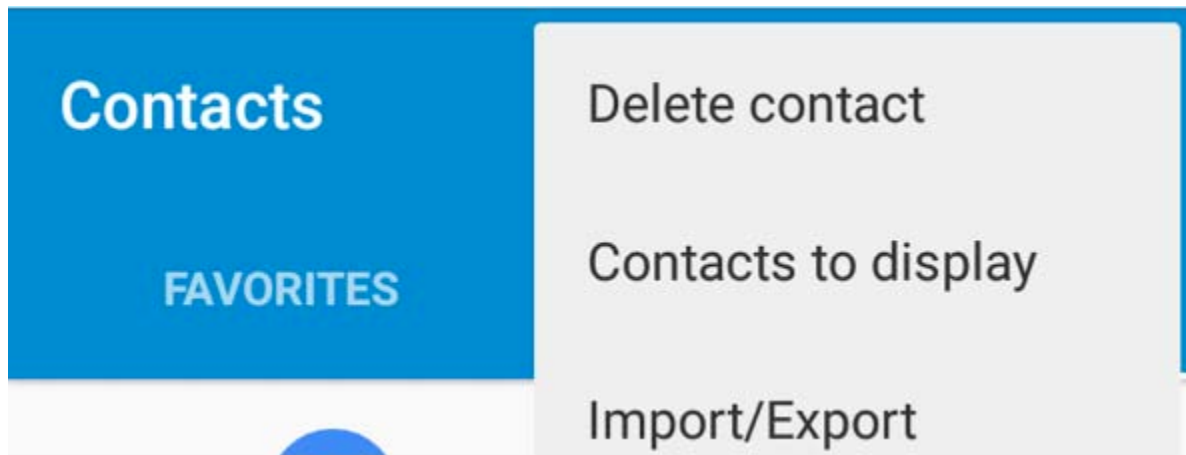 Contacts
FAVORITES
Delete contact
Contacts to display
Import/Export